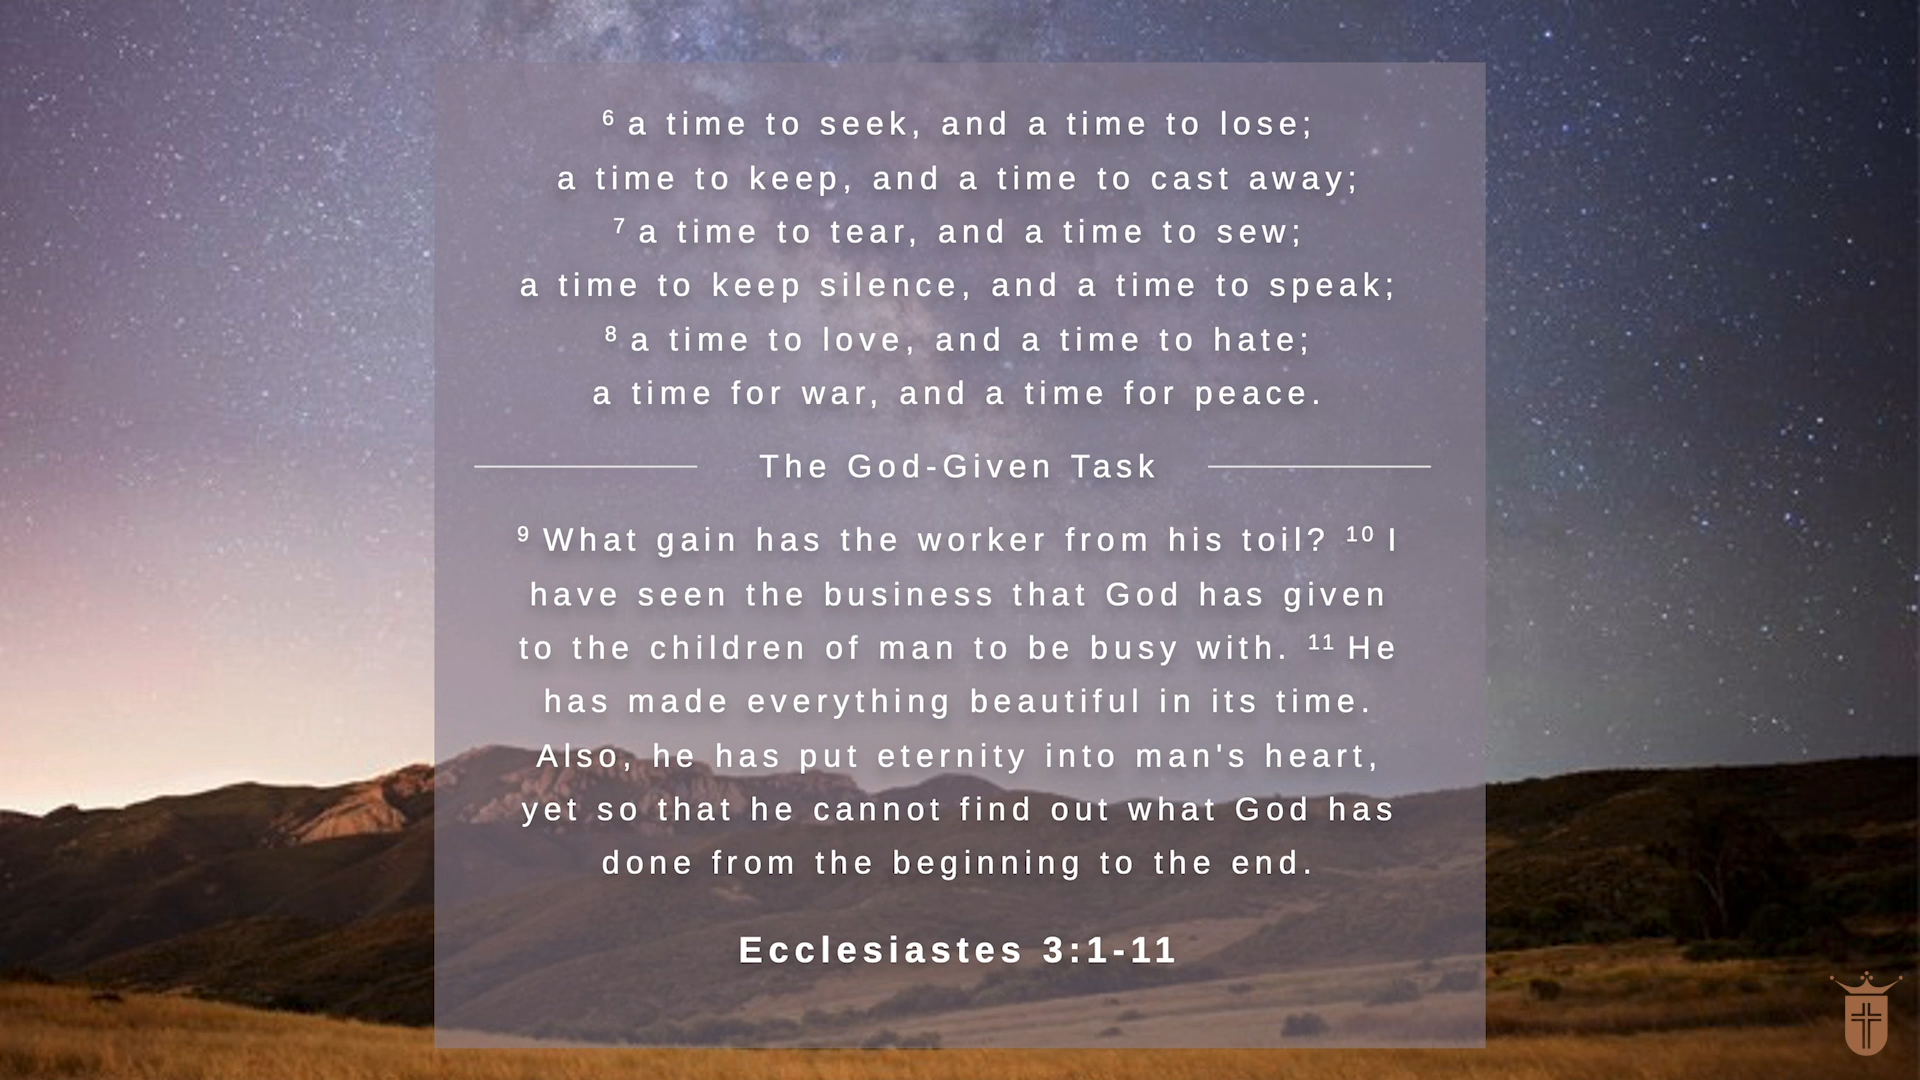 6 a time to seek, and a time to lose;
a time to keep, and a time to cast away;
7 a time to tear, and a time to sew;
a time to keep silence, and a time to speak;
8 a time to love, and a time to hate;
a time for war, and a time for peace.
The God-Given Task
9 What gain has the worker from his toil? 10 I
have seen the business that God has given
to the children of man to be busy with. 11 He
has made everything beautiful in its time.
Also, he has put eternity into man's heart,
yet so that he cannot find out what God has
done from the beginning to the end.
Ecclesiastes 3:1-11